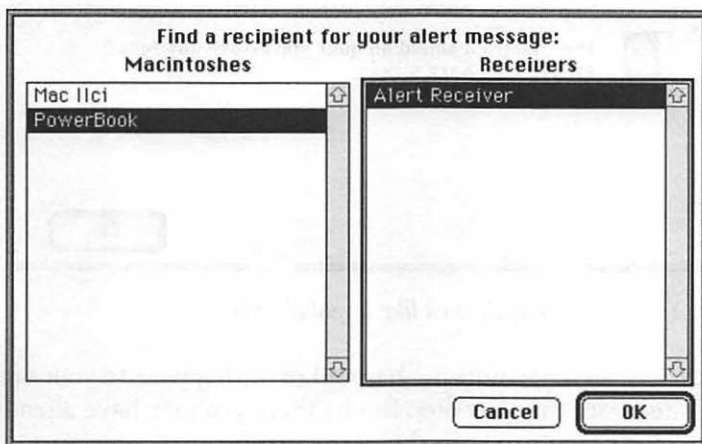 Find a recipient for your alert message:
Macintoshes
Receivers
Mac IIci
PowerBook
Alert Receiver
Cancel
OK